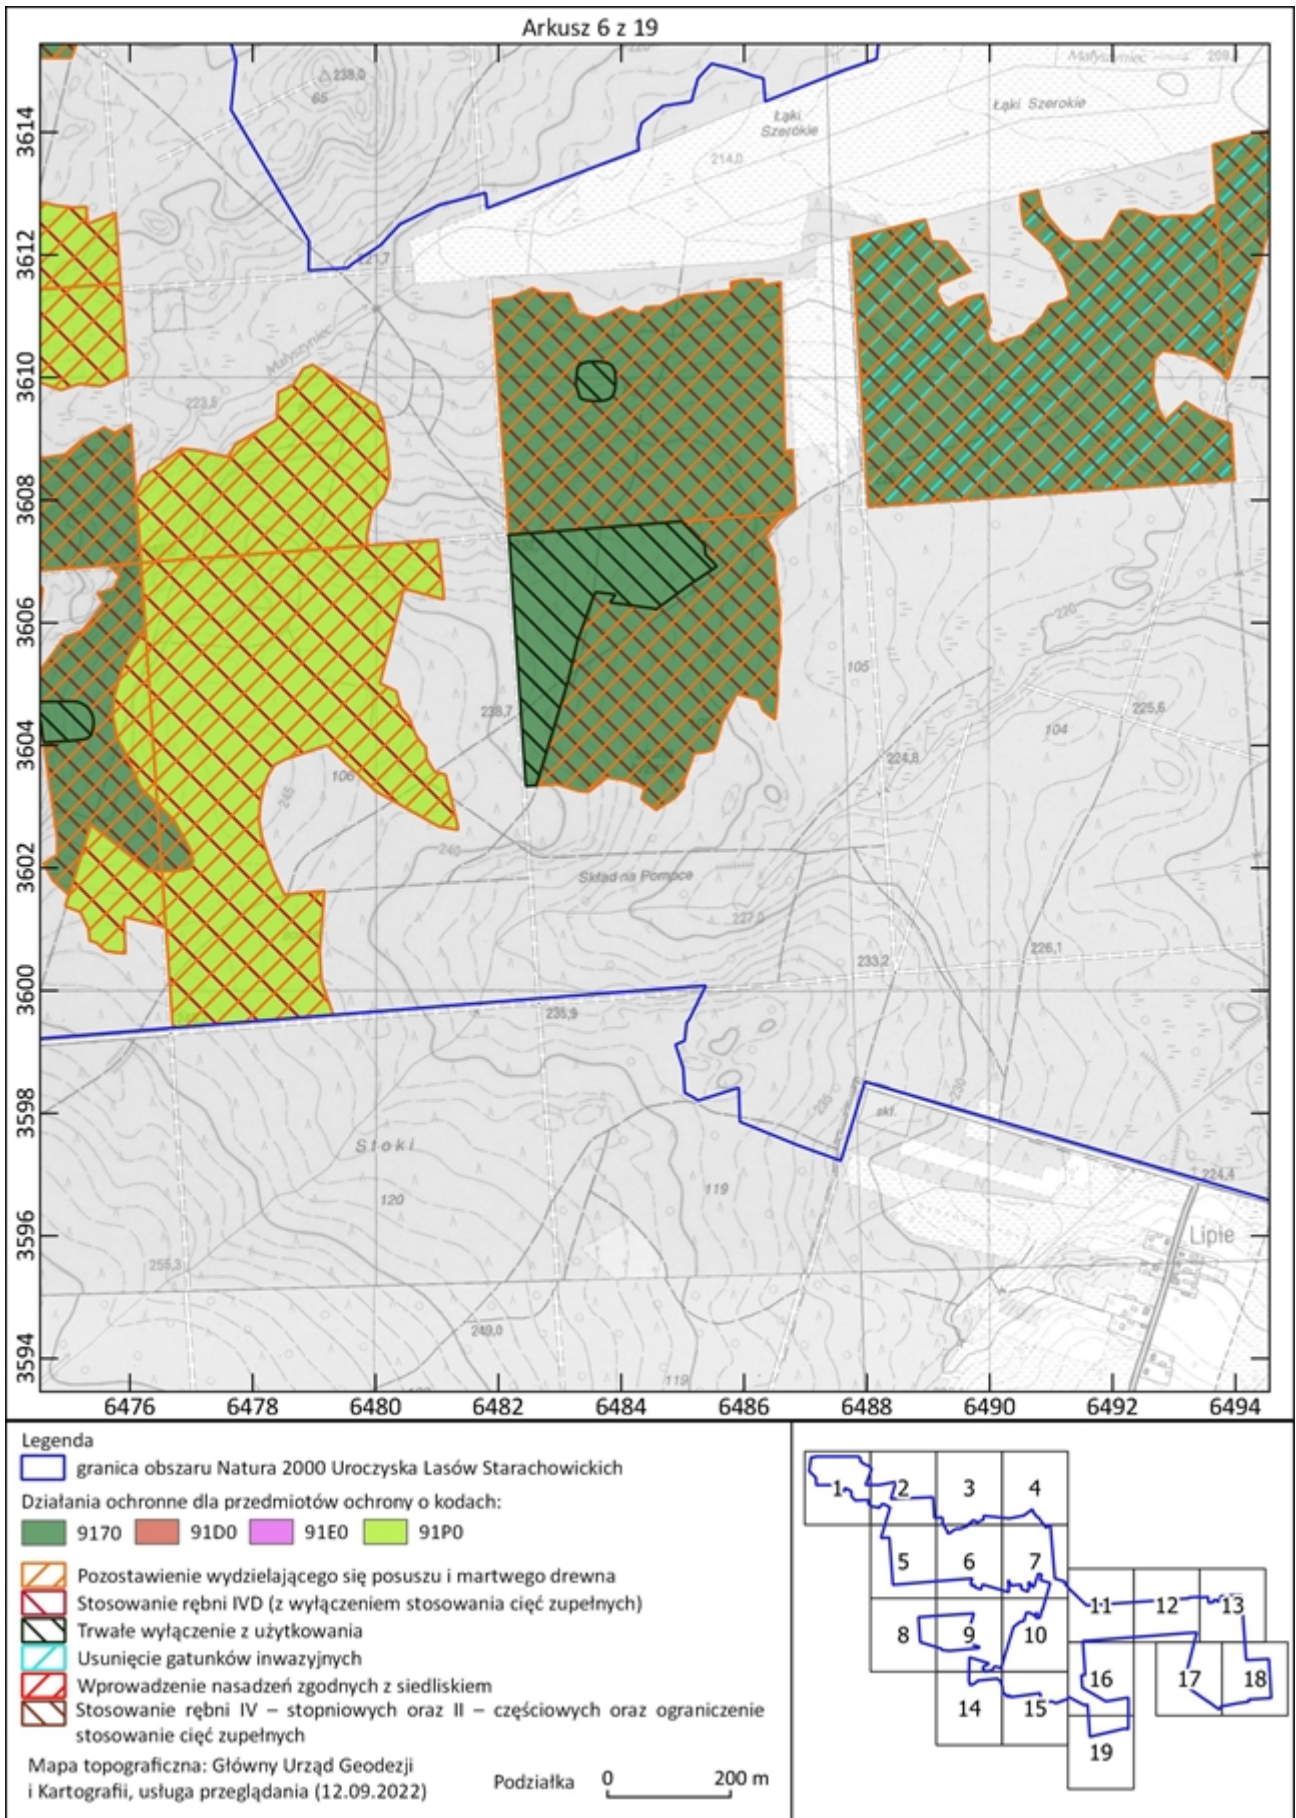 Arkusz 6 z 19
3614
3612
3610
3608
3606
3604
3602
3600
3598
3596
3594
238,0
65
220
Małyszyniec
209
Łąki
Szerokie
Łąki Szerokie
214,0
Małyszyniec
223,5
238,7
105
220
225,6
104
224,8
106
245
240
Skład na Pompce
227,0
226,1
233,2
235,9
235
230
skł.
Stoki
120
119
224,4
Lipie
255,3
249,0
119
6476
6478
6480
6482
6484
6486
6488
6490
6492
6494
Legenda
granica obszaru Natura 2000 Uroczyska Lasów Starachowickich
Działania ochronne dla przedmiotów ochrony o kodach:
9170 91D0 91E0 91P0
Pozostawienie wydzielającego się posuszu i martwego drewna
Stosowanie rębni IVD (z wyłączeniem stosowania cięć zupełnych)
Trwałe wyłączenie z użytkowania
Usunięcie gatunków inwazyjnych
Wprowadzenie nasadzeń zgodnych z siedliskiem
Stosowanie rębni IV – stopniowych oraz II – częściowych oraz ograniczenie
stosowanie cięć zupełnych
Mapa topograficzna: Główny Urząd Geodezji
i Kartografii, usługa przeglądania (12.09.2022)
Podziałka 0 200 m
1 2 3 4
5 6 7
11 12 13
8 9 10
16 17 18
14 15
19